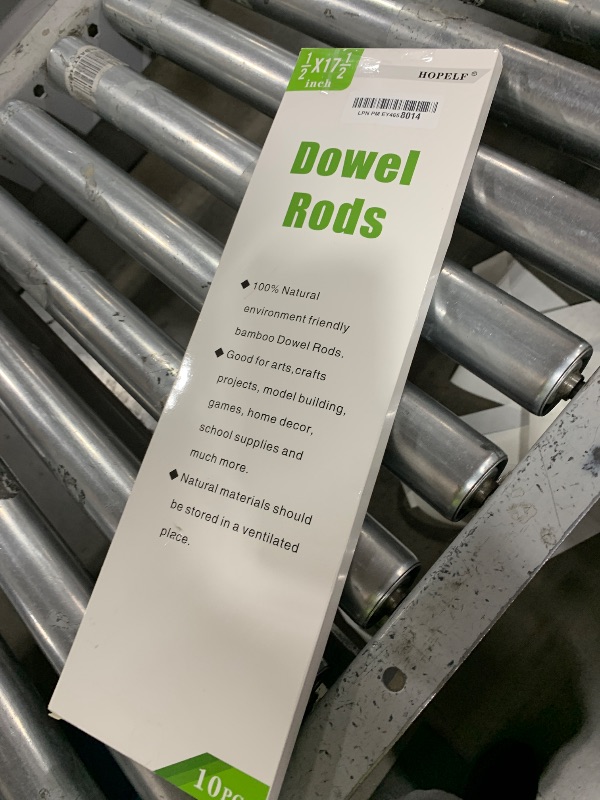 1/2 X17 1/2
inch
HOPELF®
LPN PM EY4658014
Dowel
Rods
◆ 100% Natural
environment friendly
bamboo Dowel Rods.
◆ Good for arts,crafts
projects, model building,
games, home decor,
school supplies and
much more.
◆ Natural materials should
be stored in a ventilated
place.
10PC